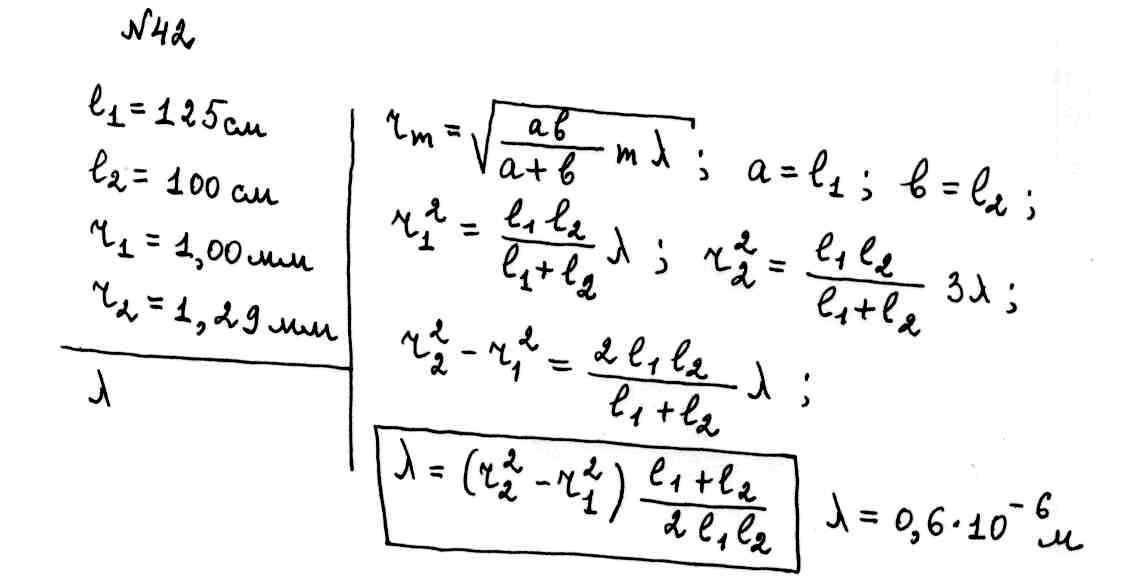 №42
l₁ = 125 см
l₂ = 100 см
r₁ = 1,00 мм
r₂ = 1,29 мм
λ
r_m = √(ab/(a+b) mλ) ; a = l₁ ; b = l₂ ;
r₁² = l₁l₂/(l₁+l₂) λ ; r₂² = l₁l₂/(l₁+l₂) 3λ ;
r₂² - r₁² = 2l₁l₂/(l₁+l₂) λ ;
λ = (r₂² - r₁²) (l₁+l₂)/(2l₁l₂) λ = 0,6·10⁻⁶ м